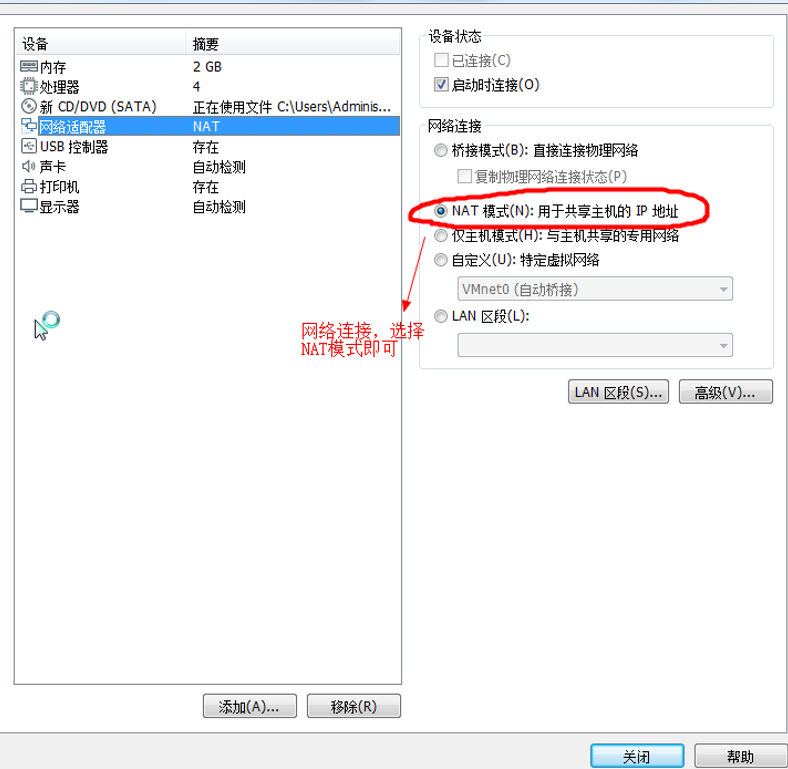 设备 摘要
内存 2 GB
处理器 4
新 CD/DVD (SATA) 正在使用文件 C:\Users\Adminis...
网络适配器 NAT
USB 控制器 存在
声卡 自动检测
打印机 存在
显示器 自动检测
添加(A)...
移除(R)
设备状态
已连接(C)
启动时连接(O)
网络连接
桥接模式(B): 直接连接物理网络
复制物理网络连接状态(P)
NAT 模式(N): 用于共享主机的 IP 地址
仅主机模式(H): 与主机共享的专用网络
自定义(U): 特定虚拟网络
VMnet0 (自动桥接)
LAN 区段(L):
LAN 区段(S)...
高级(V)...
网络连接，选择
NAT模式即可
关闭
帮助